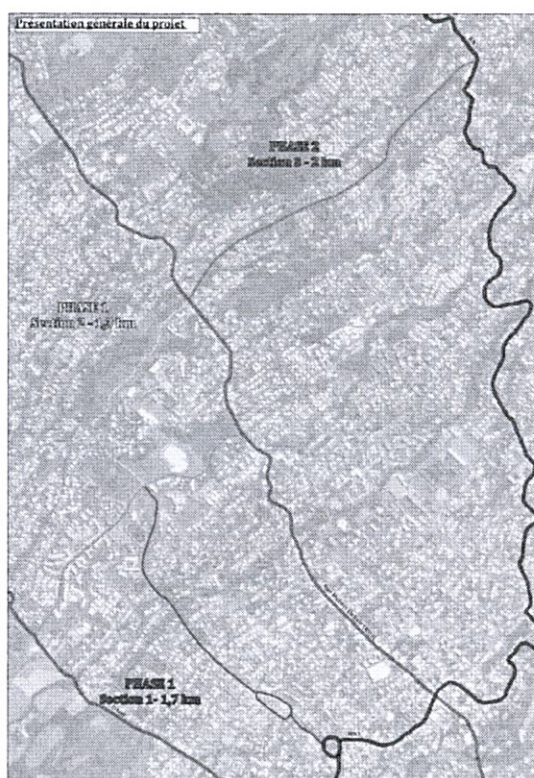 Présentation générale du projet
PHASE 2
Section 3 - 2 km
PHASE 1
Section 2 -
km
PHASE 1
Section 1- 1,7 km